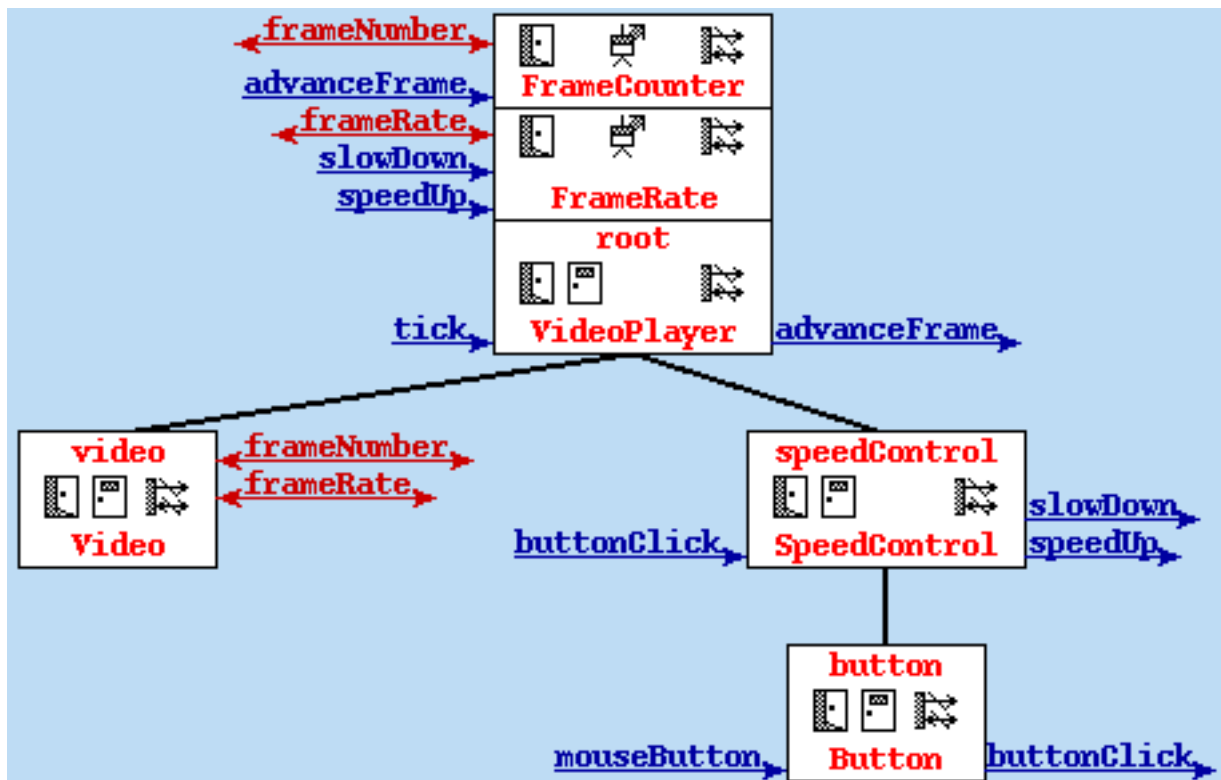 frameNumber
advanceFrame
FrameCounter
frameRate
slowDown
speedUp
FrameRate
root
tick
VideoPlayer
advanceFrame
video
frameNumber
frameRate
Video
speedControl
slowDown
buttonClick
SpeedControl
speedUp
button
mouseButton
Button
buttonClick